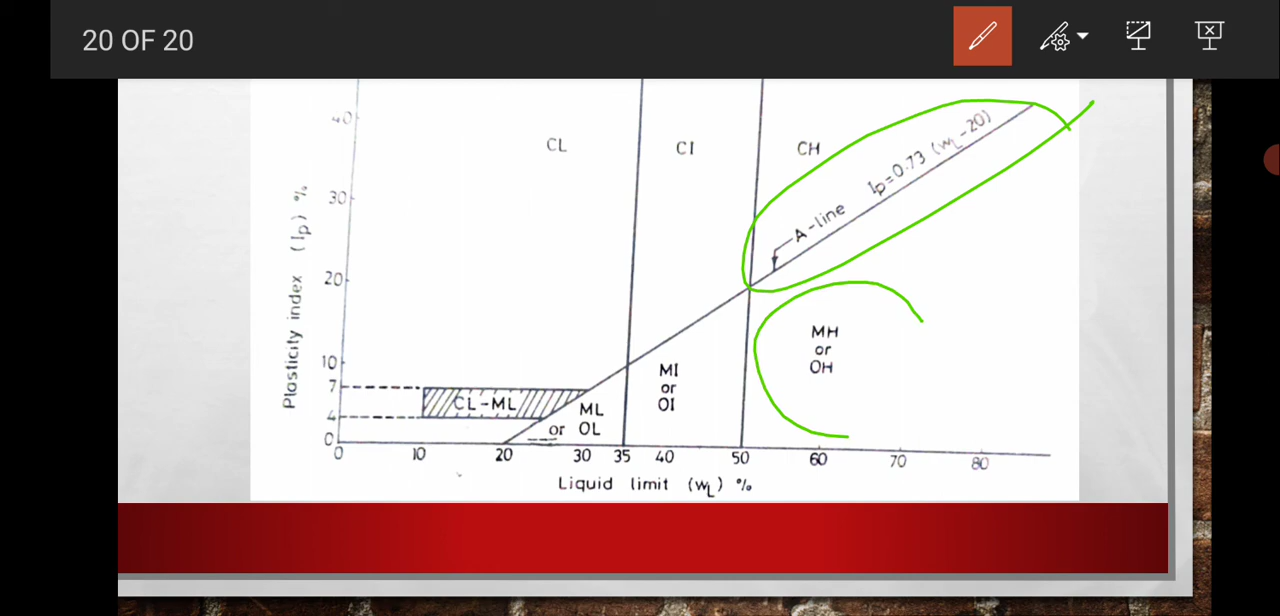 20 OF 20
40
CL
CI
CH
Ip=0.73 (wL-20)
30
A-line
Plasticity index (Ip) %
20
MH
or
OH
10
7
MI
or
OI
CL-ML
ML
4
or OL
0
0 10 20 30 35 40 50 60 70 80
Liquid limit (wL) %